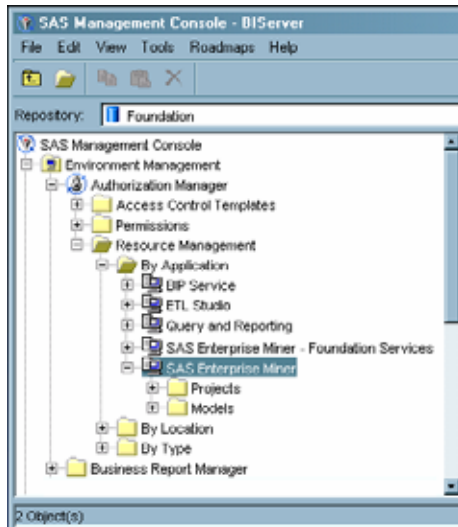 SAS Management Console - BIServer
File Edit View Tools Roadmaps Help
Repository: Foundation
SAS Management Console
Environment Management
Authorization Manager
Access Control Templates
Permissions
Resource Management
By Application
BIP Service
ETL Studio
Query and Reporting
SAS Enterprise Miner - Foundation Services
SAS Enterprise Miner
Projects
Models
By Location
By Type
Business Report Manager
2 Object(s)